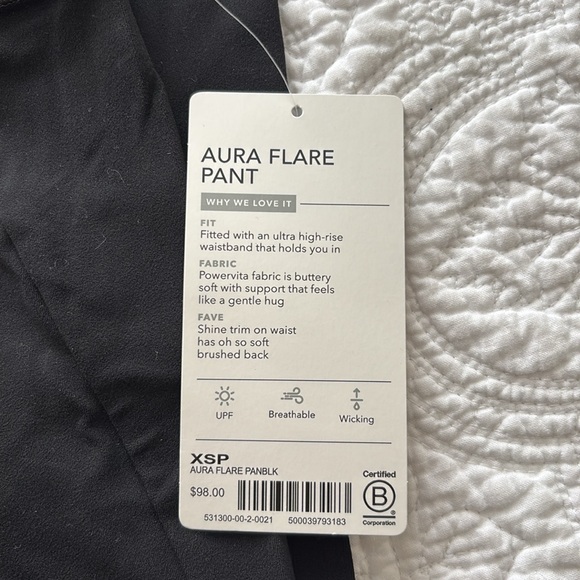 AURA FLARE
PANT
WHY WE LOVE IT
FIT
Fitted with an ultra high-rise
waistband that holds you in
FABRIC
Powervita fabric is buttery
soft with support that feels
like a gentle hug
FAVE
Shine trim on waist
has oh so soft
brushed back
UPF
Breathable
Wicking
XSP
AURA FLARE PANBLK
$98.00
531300-00-2-0021 500039793183
Certified
B
Corporation